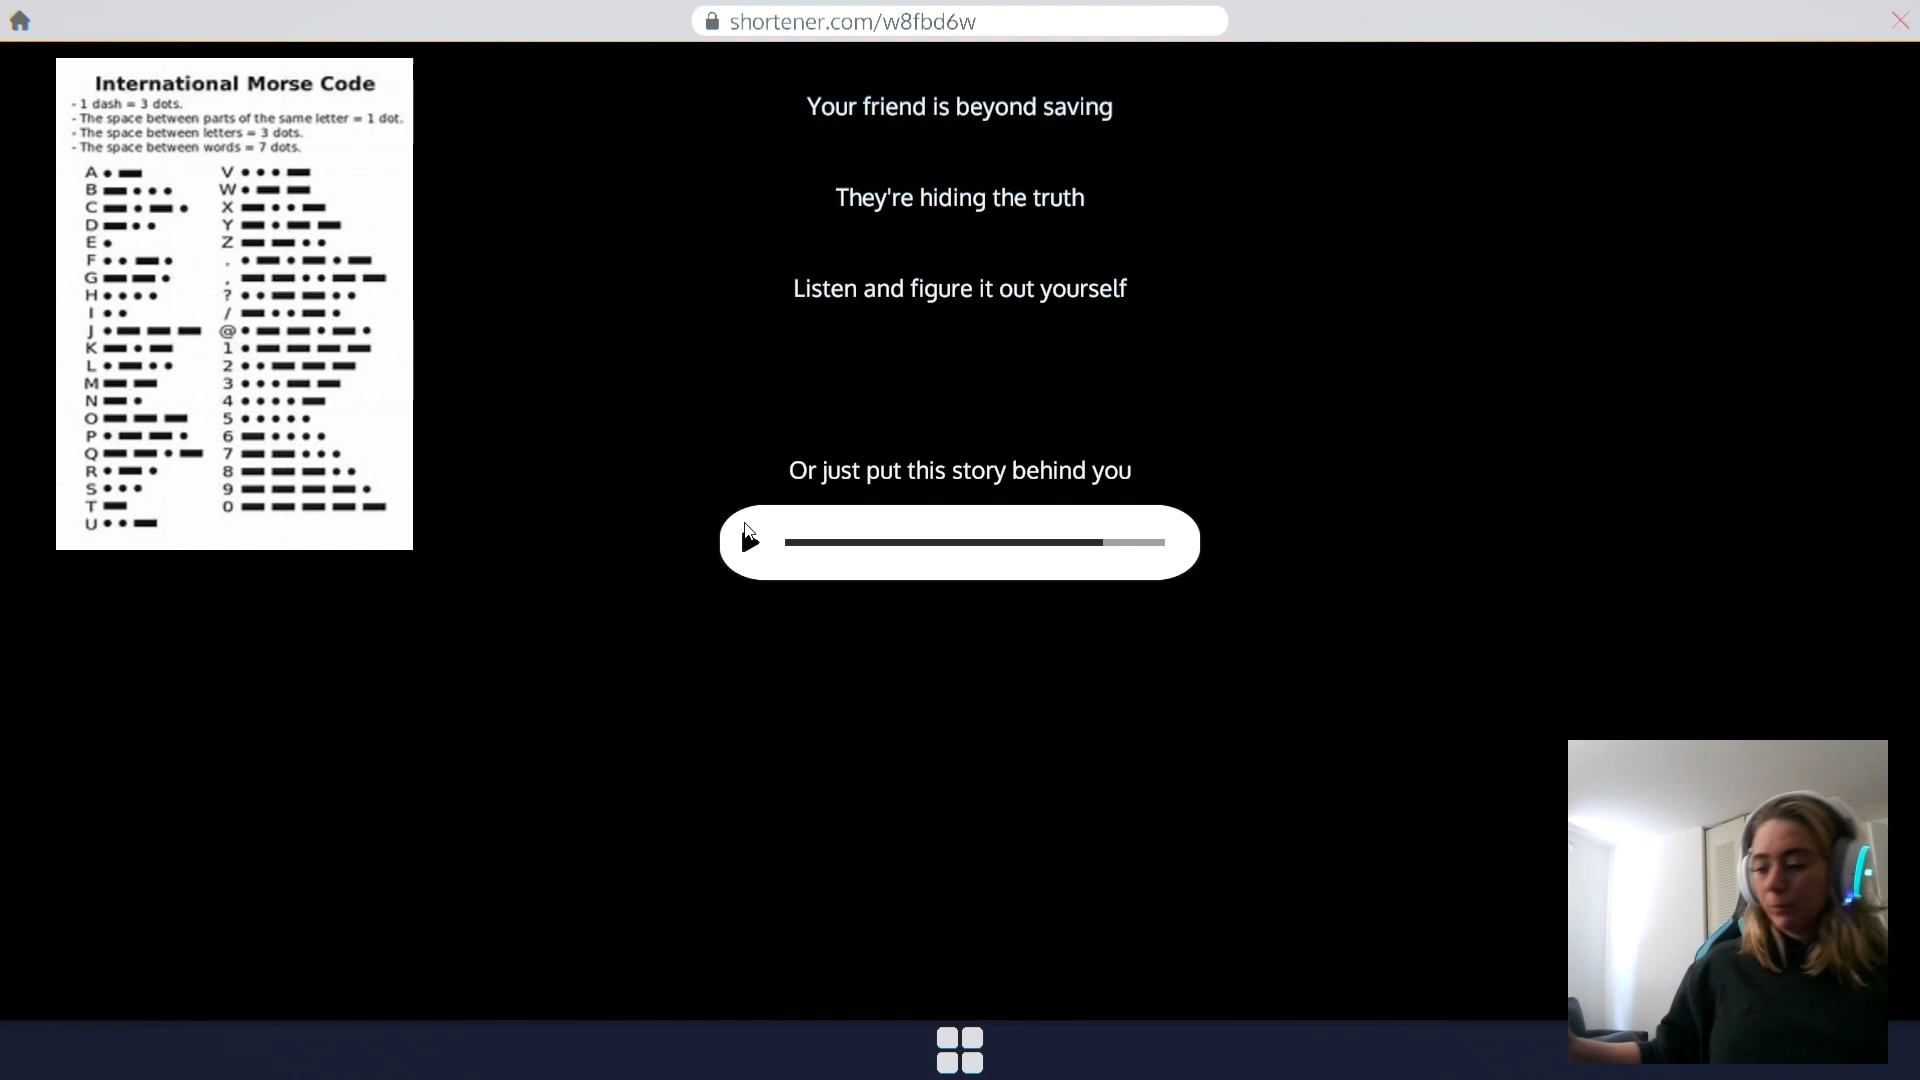 shortener.com/w8fbd6w
International Morse Code
- 1 dash = 3 dots.
- The space between parts of the same letter = 1 dot.
- The space between letters = 3 dots.
- The space between words = 7 dots.
A
B
C
D
E
F
G
H
I
J
K
L
M
N
O
P
Q
R
S
T
U
V
W
X
Y
Z
.
,
?
/
@
1
2
3
4
5
6
7
8
9
0
Your friend is beyond saving
They're hiding the truth
Listen and figure it out yourself
Or just put this story behind you